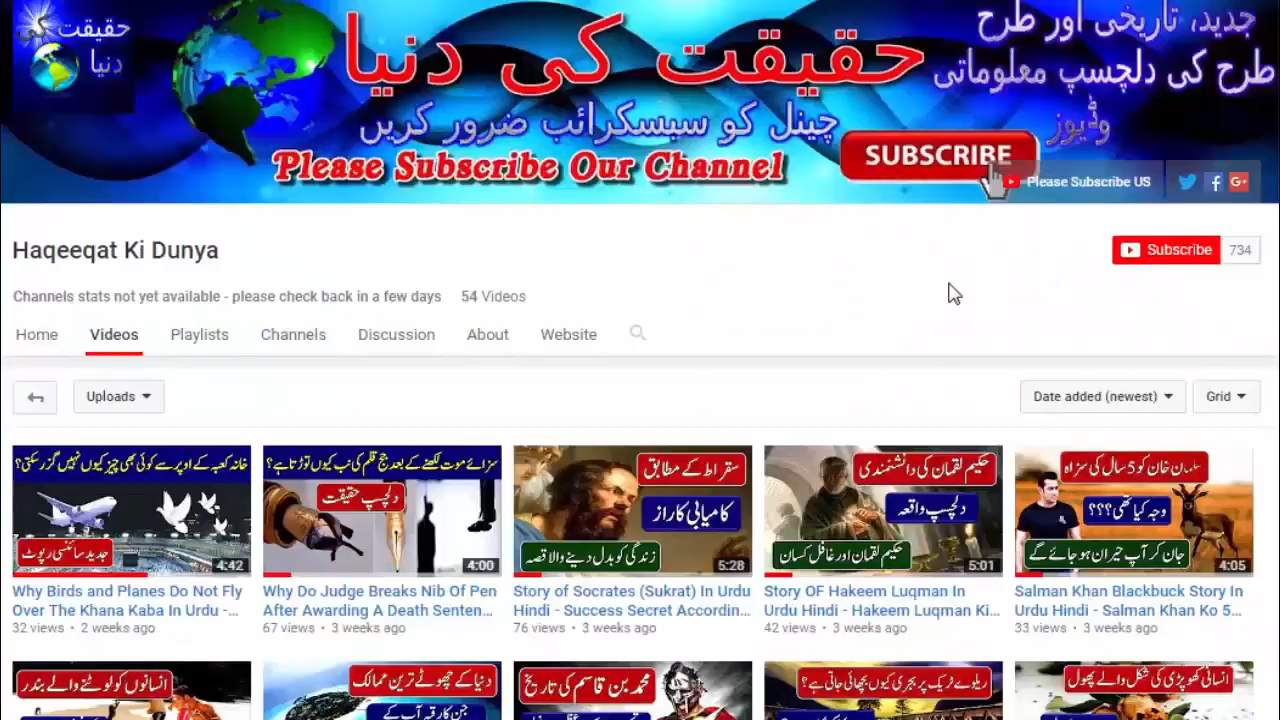 حقیقت کی
دنیا
حقیقت کی دنیا
جدید، تاریخی اور طرح
طرح کی دلچسپ معلوماتی
وڈیوز
چینل کو سبسکرائب ضرور کریں
Please Subscribe Our Channel
SUBSCRIBE
Please Subscribe US
Haqeeqat Ki Dunya
Subscribe 734
Channels stats not yet available - please check back in a few days 54 Videos
Home Videos Playlists Channels Discussion About Website
Uploads
Date added (newest) Grid
خانہ کعبہ کے اوپر سے کوئی بھی چیز کیوں نہیں گزر سکتی؟
جدید سائنسی رپوٹ
4:42
Why Birds and Planes Do Not Fly
Over The Khana Kaba In Urdu -...
32 views • 2 weeks ago
سزائے موت لکھنے کے بعد جج قلم کی نب کیوں توڑتا ہے؟
دلچسپ حقیقت
4:00
Why Do Judge Breaks Nib Of Pen
After Awarding A Death Senten...
67 views • 3 weeks ago
سقراط کے مطابق
کامیابی کا راز
زندگی کو بدل دینے والا قصہ
5:28
Story of Socrates (Sukrat) In Urdu
Hindi - Success Secret Accordin...
76 views • 3 weeks ago
حکیم لقمان کی دانشمندی
دلچسپ واقعہ
حکیم لقمان اور غافل کسان
5:01
Story OF Hakeem Luqman In
Urdu Hindi - Hakeem Luqman Ki...
42 views • 3 weeks ago
سلمان خان کو 5 سال کی سزا
وجہ کیا تھی؟؟؟
جان کر آپ حیران ہو جائے گے
4:05
Salman Khan Blackbuck Story In
Urdu Hindi - Salman Khan Ko 5...
33 views • 3 weeks ago
انسانوں کو لوٹنے والے بندر
دنیا کے چھوٹے ترین ممالک
جن کا رقبہ آپ کے
محمد بن قاسم کی تاریخ
ریلوے ٹریک پر بجری کیوں بچھائی جاتی ہے؟
انسانی کھوپڑی کی شکل والے پھول